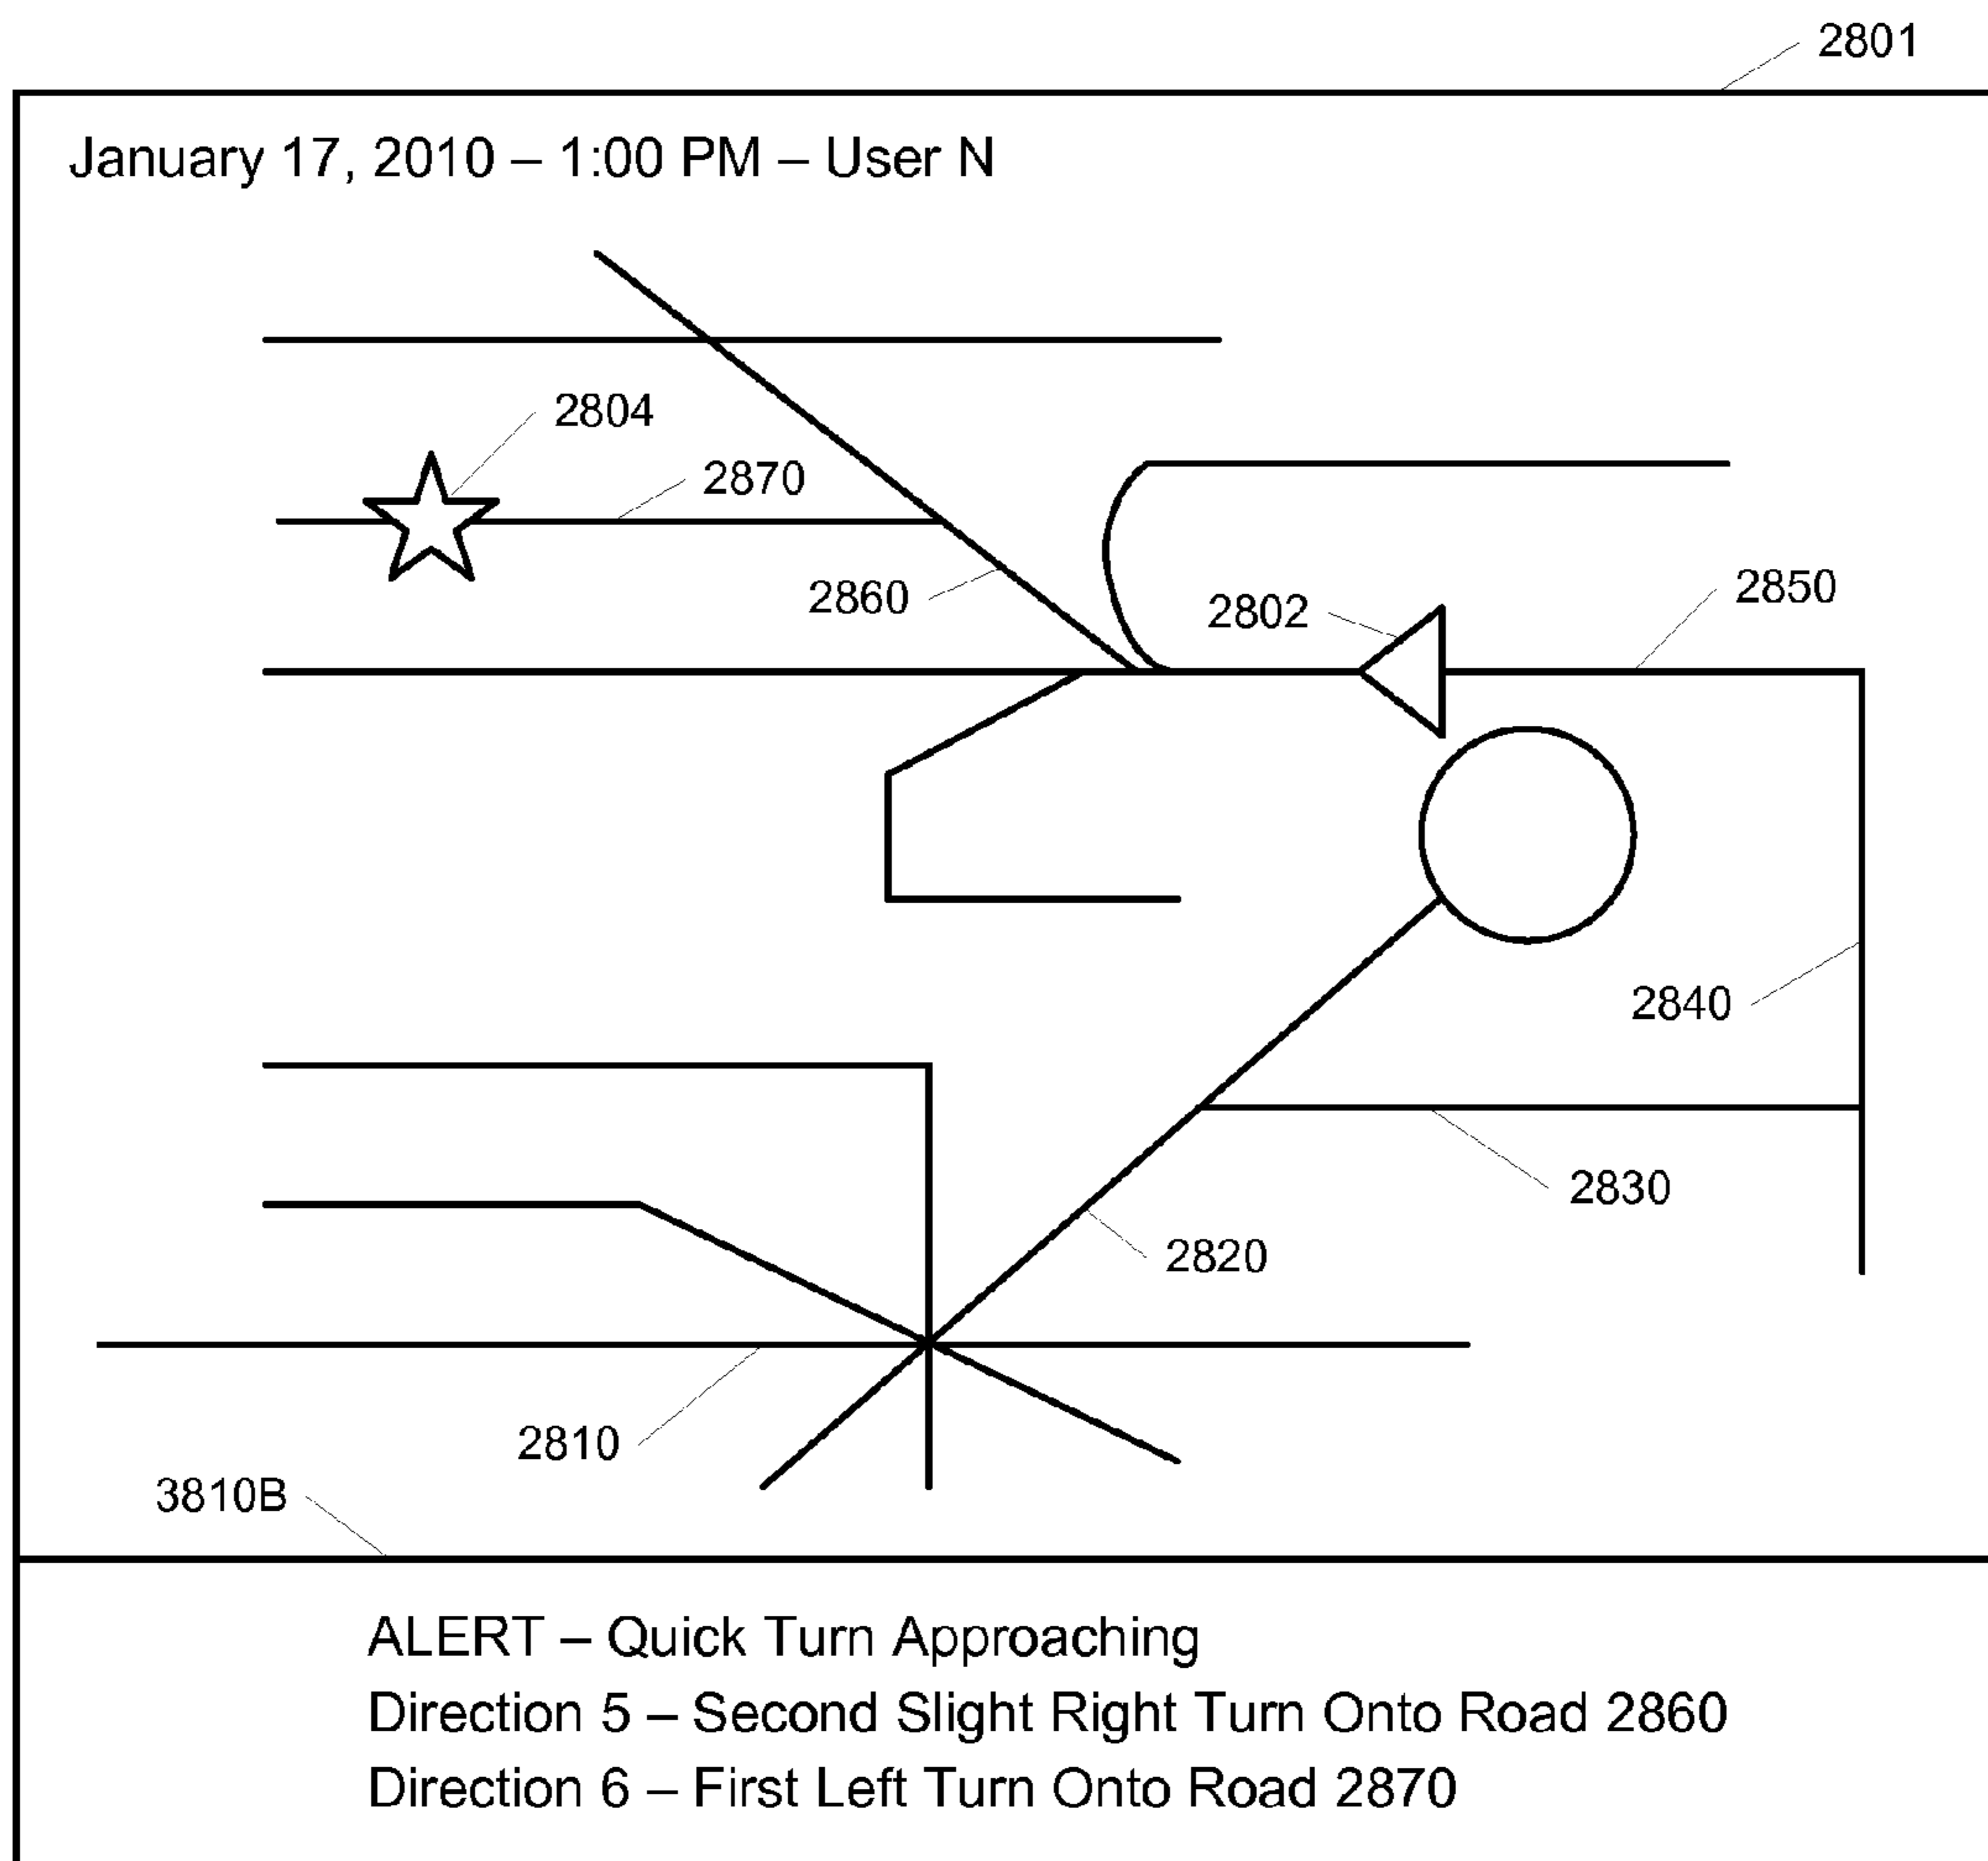 2801
January 17, 2010 – 1:00 PM – User N
2804
2870
2860
2802
2850
2840
2830
2820
2810
3810B
ALERT – Quick Turn Approaching
Direction 5 – Second Slight Right Turn Onto Road 2860
Direction 6 – First Left Turn Onto Road 2870